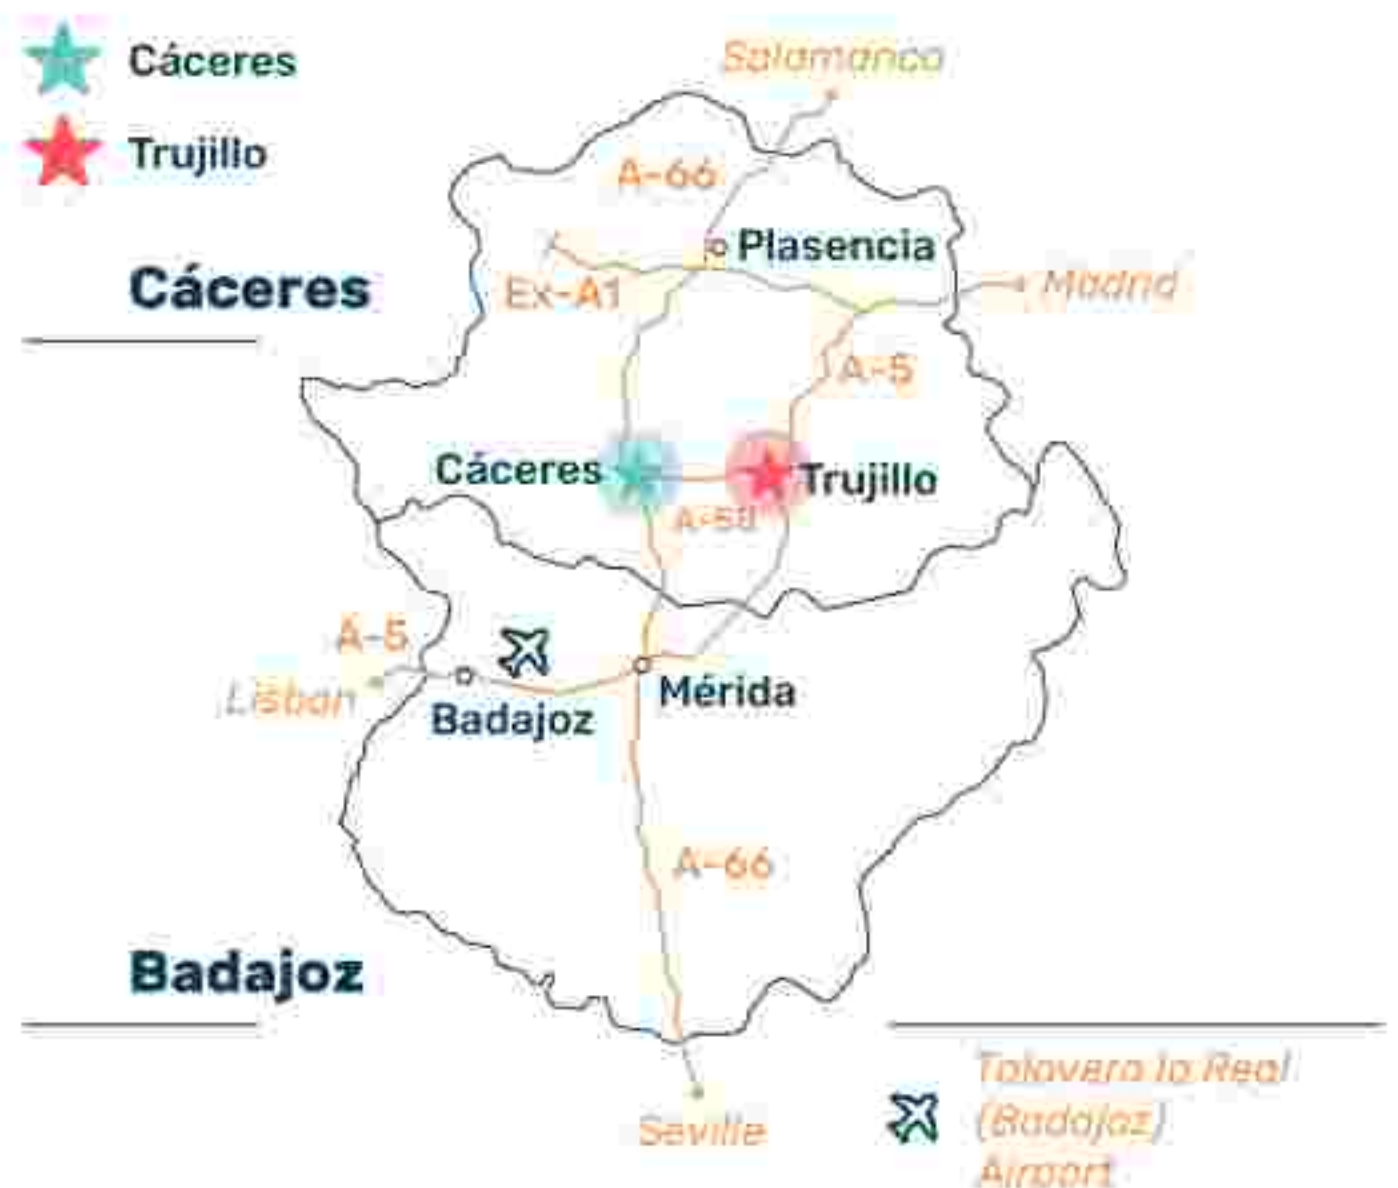 Cáceres
Salamanca
Trujillo
A-66
Plasencia
Cáceres
Ex-A1
Madrid
A-5
Cáceres
Trujillo
A-58
A-5
Lisban
Mérida
Badajoz
A-66
Badajoz
Talavera la Real
(Badajoz)
Airport
Seville